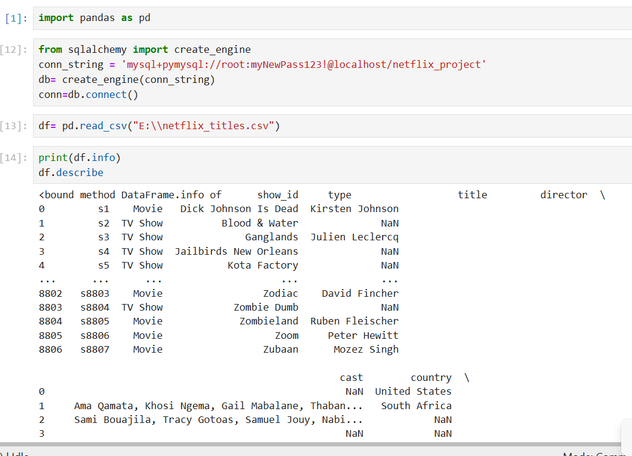 [1]: import pandas as pd
[12]: from sqlalchemy import create_engine
conn_string = 'mysql+pymysql://root:myNewPass123!@localhost/netflix_project'
db= create_engine(conn_string)
conn=db.connect()
[13]: df= pd.read_csv("E:\\netflix_titles.csv")
[14]: print(df.info)
df.describe
<bound method DataFrame.info of show_id type title director \
0 s1 Movie Dick Johnson Is Dead Kirsten Johnson
1 s2 TV Show Blood & Water NaN
2 s3 TV Show Ganglands Julien Leclercq
3 s4 TV Show Jailbirds New Orleans NaN
4 s5 TV Show Kota Factory NaN
... ... ... ... ...
8802 s8803 Movie Zodiac David Fincher
8803 s8804 TV Show Zombie Dumb NaN
8804 s8805 Movie Zombieland Ruben Fleischer
8805 s8806 Movie Zoom Peter Hewitt
8806 s8807 Movie Zubaan Mozez Singh
cast country \
0 NaN United States
1 Ama Qamata, Khosi Ngema, Gail Mabalane, Thaban... South Africa
2 Sami Bouajila, Tracy Gotoas, Samuel Jouy, Nabi... NaN
3 NaN NaN